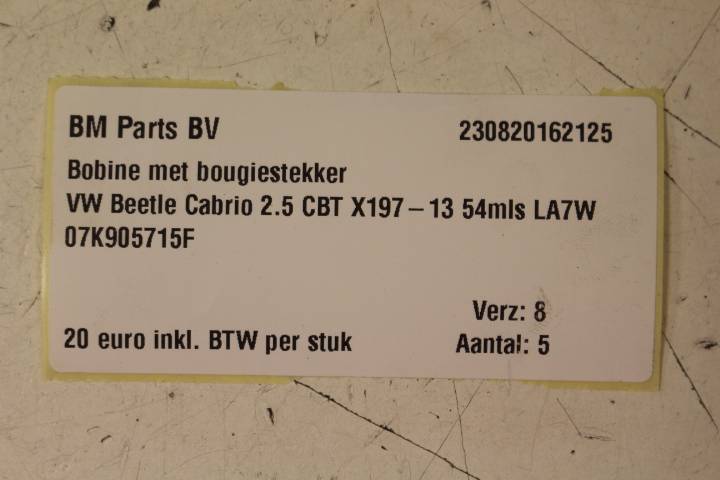 BM Parts BV 230820162125
Bobine met bougiestekker
VW Beetle Cabrio 2.5 CBT X197-13 54mls LA7W
07K905715F
Verz: 8
20 euro inkl. BTW per stuk Aantal: 5